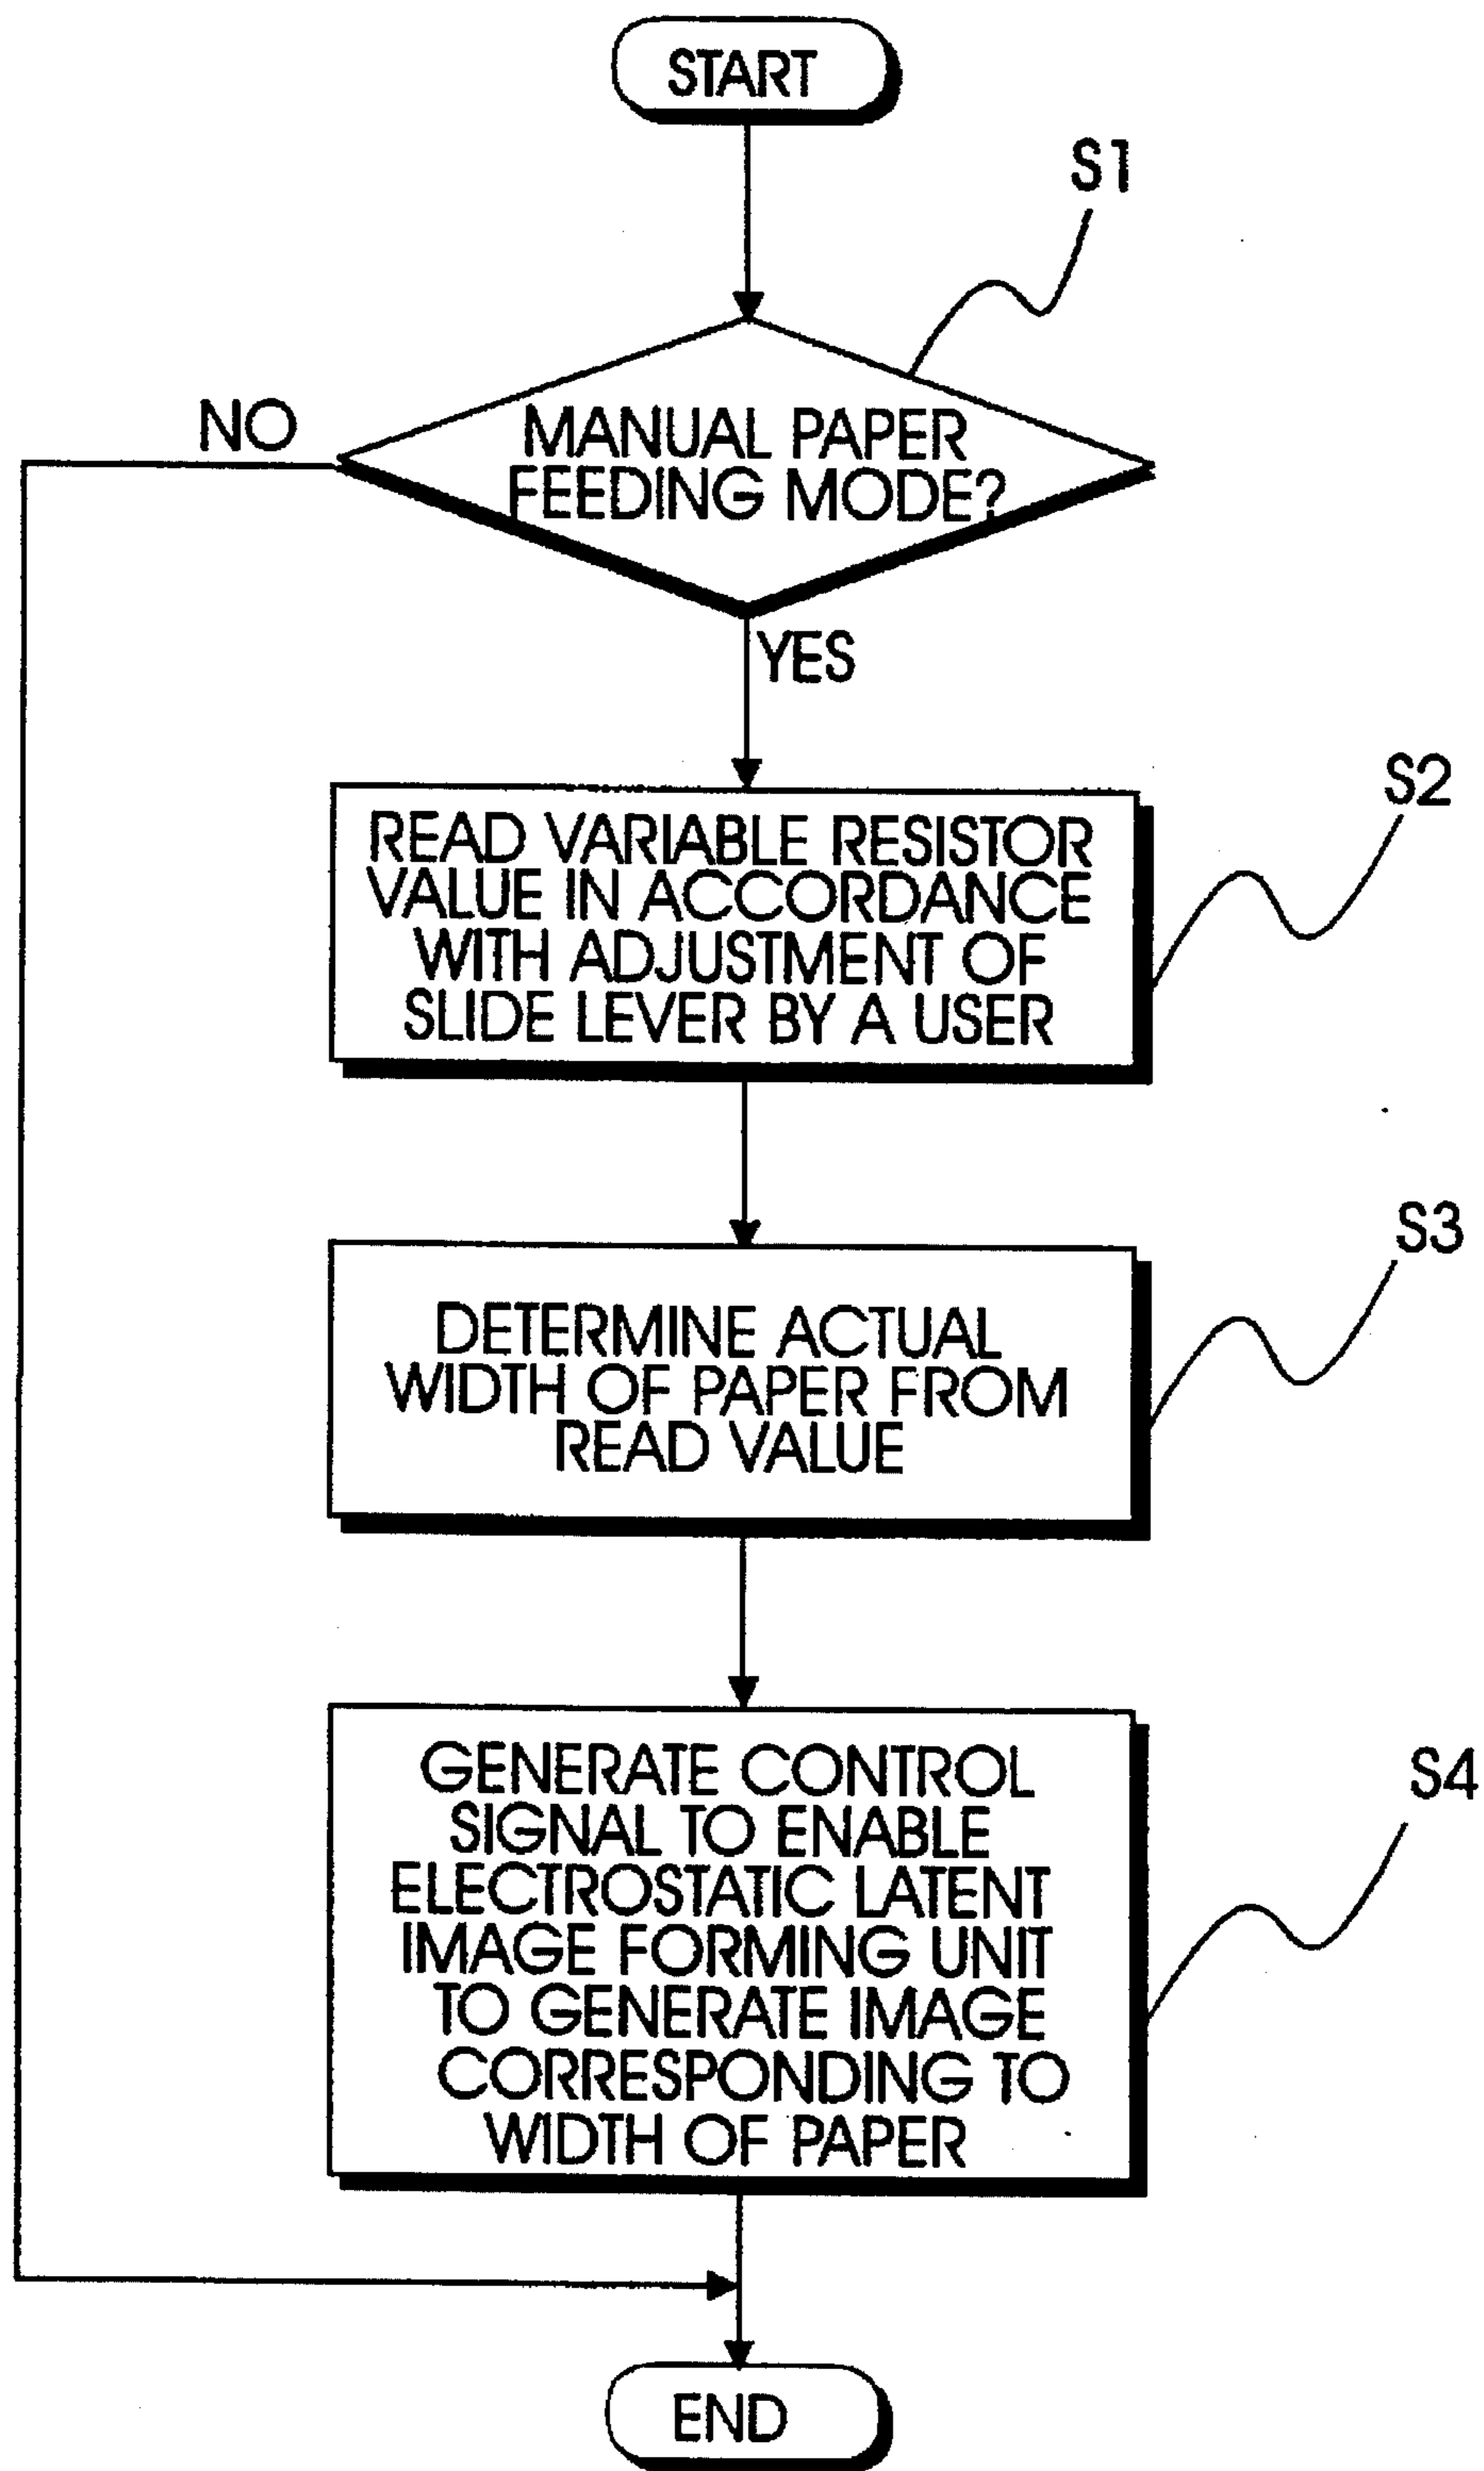 START
S1
NO
MANUAL PAPER
FEEDING MODE?
YES
S2
READ VARIABLE RESISTOR
VALUE IN ACCORDANCE
WITH ADJUSTMENT OF
SLIDE LEVER BY A USER
S3
DETERMINE ACTUAL
WIDTH OF PAPER FROM
READ VALUE
S4
GENERATE CONTROL
SIGNAL TO ENABLE
ELECTROSTATIC LATENT
IMAGE FORMING UNIT
TO GENERATE IMAGE
CORRESPONDING TO
WIDTH OF PAPER
END